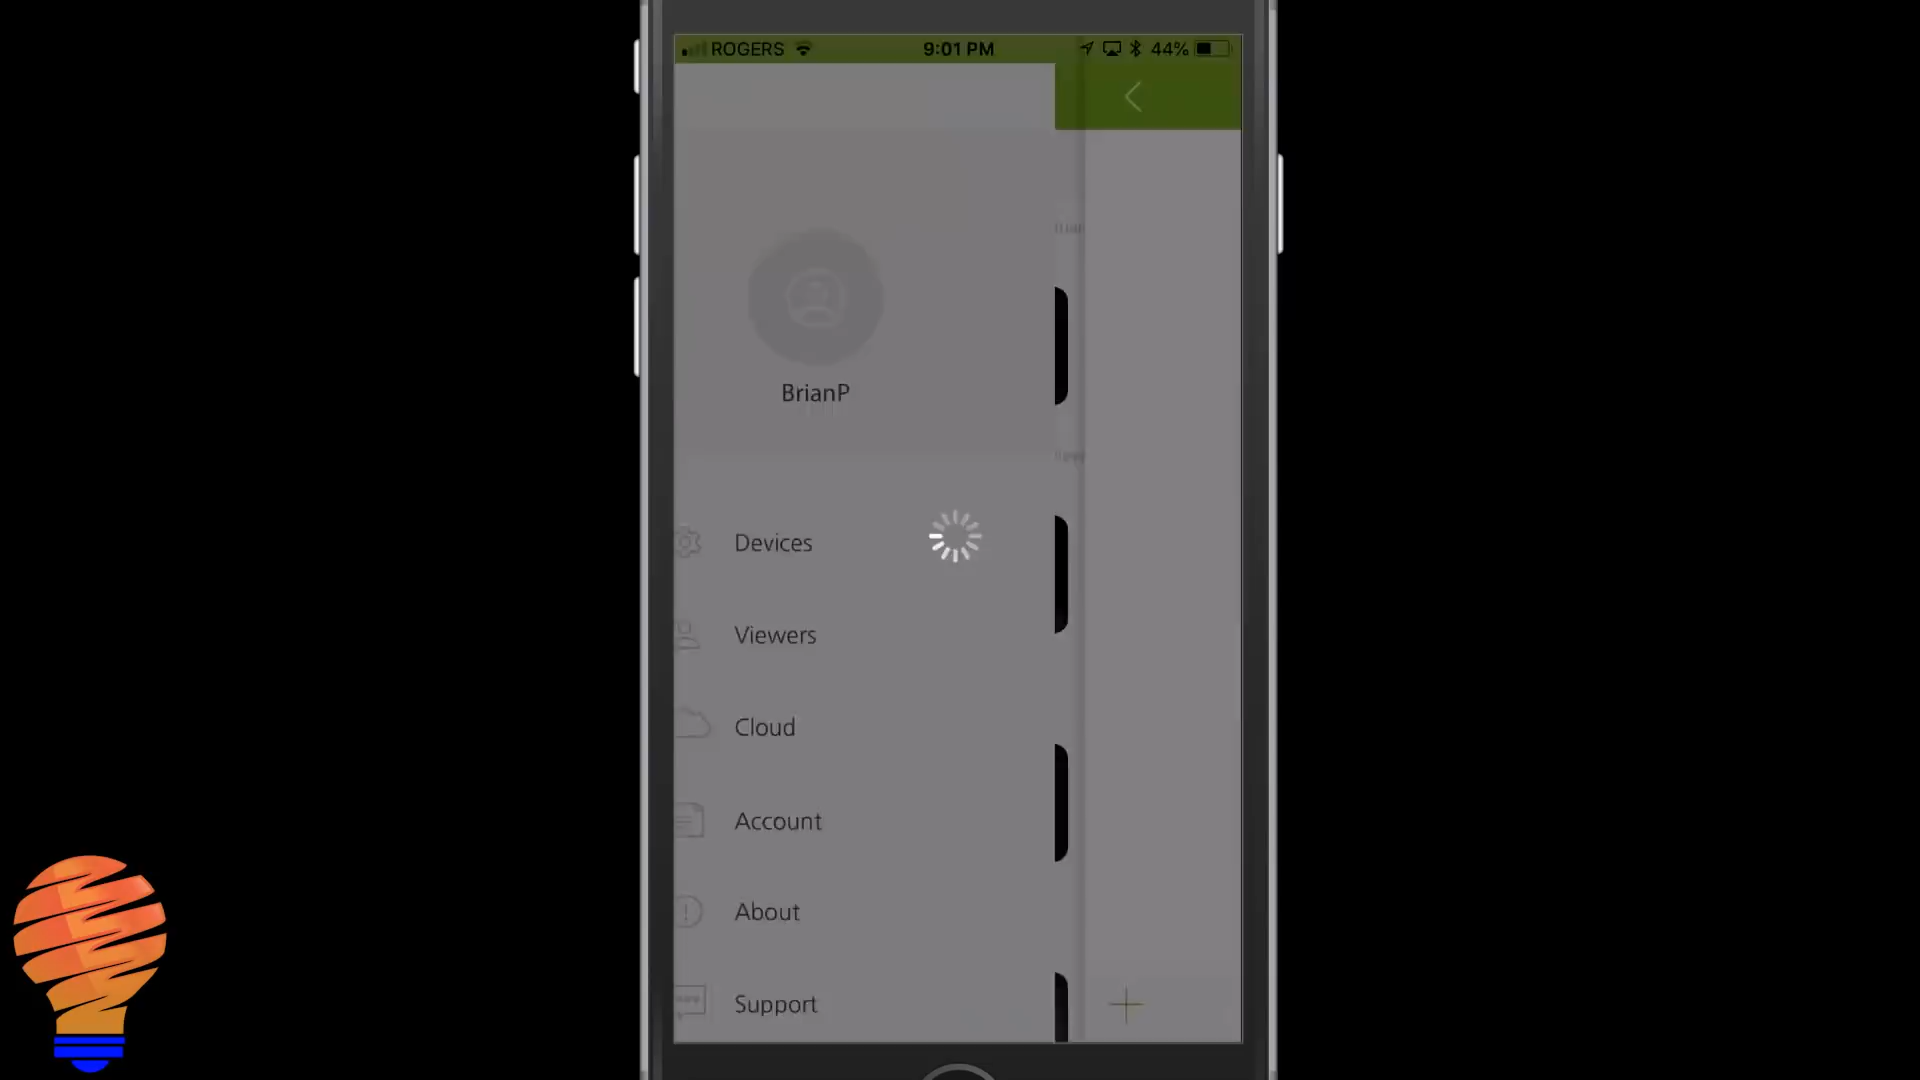 ROGERS 9:01 PM 44%
BrianP
Devices
Viewers
Cloud
Account
About
Support